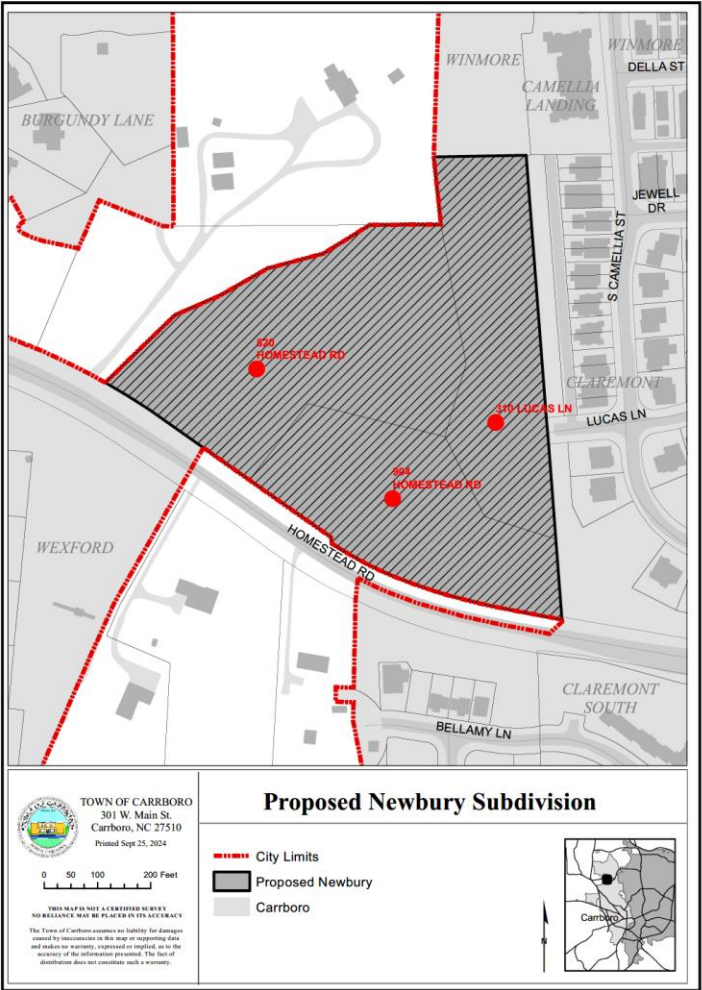 WINMORE
WINMORE
DELLA ST
CAMELLIA
LANDING
BURGUNDY LANE
JEWELL
DR
S CAMELLIA ST
CLAREMONT
LUCAS LN
HOMESTEAD RD
310 LUCAS LN
904
HOMESTEAD RD
HOMESTEAD RD
WEXFORD
CLAREMONT
SOUTH
BELLAMY LN
TOWN OF CARRBORO
301 W. Main St.
Carrboro, NC 27510
Printed Sept 25, 2024
0 50 100 200 Feet
THIS MAP IS NOT A CERTIFIED SURVEY
NO RELIANCE MAY BE PLACED IN ITS ACCURACY
The Town of Carrboro assumes no liability for damages
caused by inaccuracies in this map or supporting data
and makes no warranty, expressed or implied, as to the
accuracy of the information presented. The fact of
distribution does not constitute such a warranty.
Proposed Newbury Subdivision
City Limits
Proposed Newbury
Carrboro
N
Carrboro